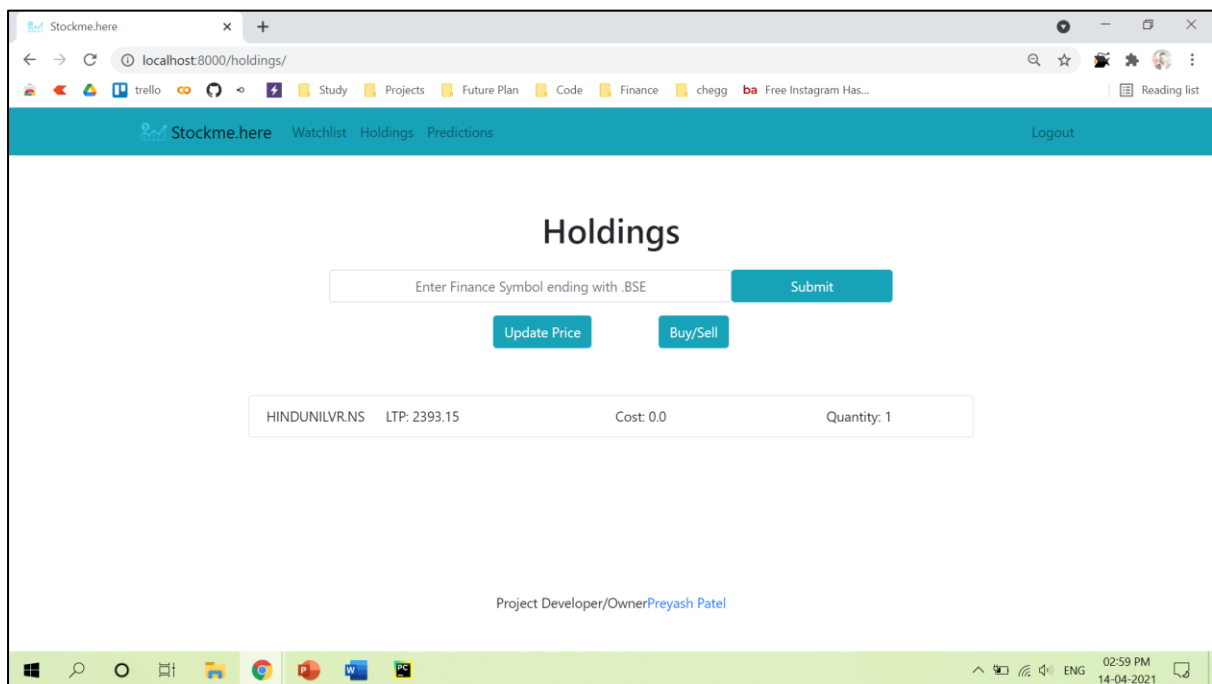 Stockme.here
localhost:8000/holdings/
trello Study Projects Future Plan Code Finance chegg ba Free Instagram Has... Reading list
Stockme.here Watchlist Holdings Predictions Logout
Holdings
Enter Finance Symbol ending with .BSE Submit
Update Price Buy/Sell
HINDUNILVR.NS LTP: 2393.15 Cost: 0.0 Quantity: 1
Project Developer/OwnerPreyash Patel
P W PC ENG 02:59 PM
14-04-2021